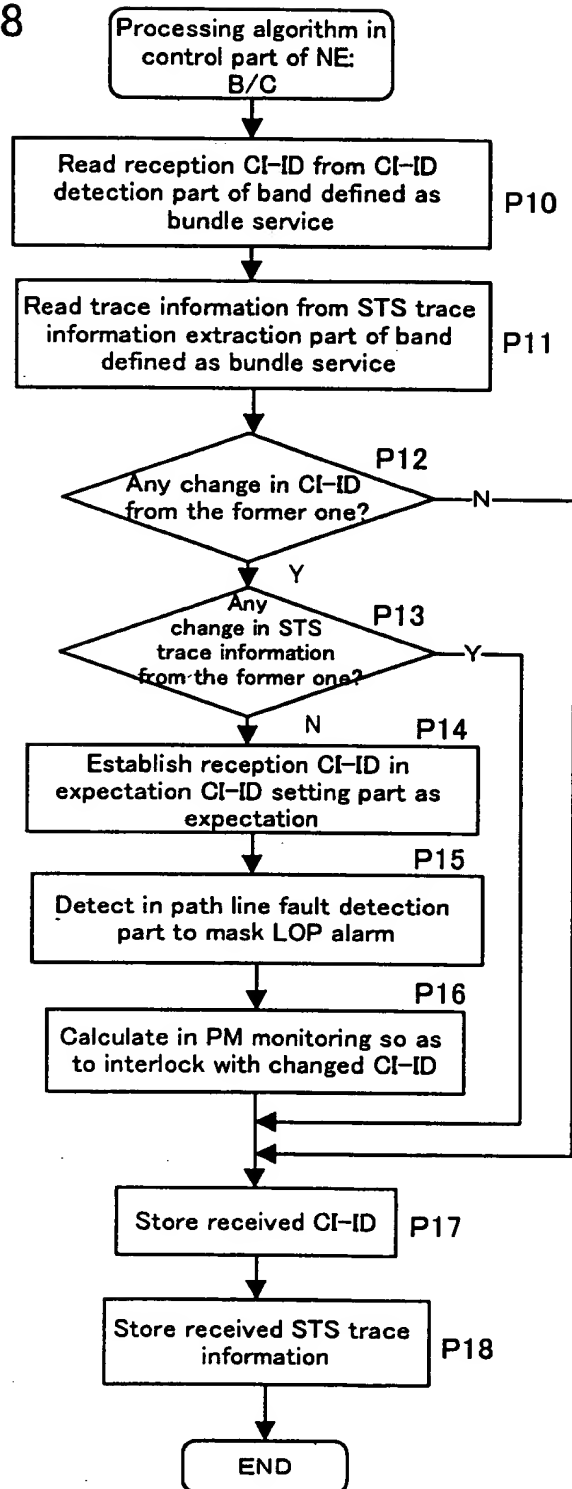 8
Processing algorithm in
control part of NE:
B/C
Read reception CI-ID from CI-ID
detection part of band defined as
bundle service
P10
Read trace information from STS trace
information extraction part of band
defined as bundle service
P11
P12
Any change in CI-ID
from the former one?
N
Y
P13
Any
change in STS
trace information
from the former one?
Y
N
P14
Establish reception CI-ID in
expectation CI-ID setting part as
expectation
P15
Detect in path line fault detection
part to mask LOP alarm
P16
Calculate in PM monitoring so as
to interlock with changed CI-ID
Store received CI-ID
P17
Store received STS trace
information
P18
END